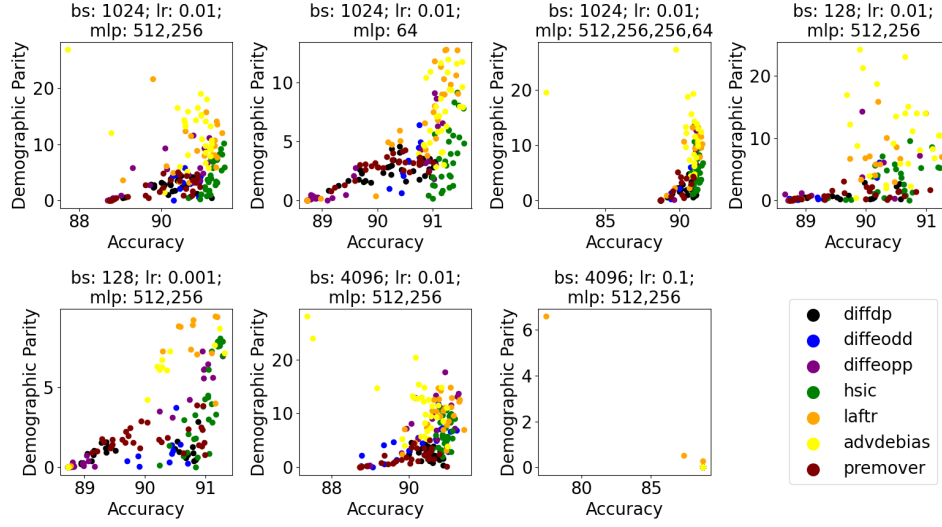 bs: 1024; lr: 0.01;
mlp: 512,256
Demographic Parity
20
10
0
88
90
Accuracy
bs: 1024; lr: 0.01;
mlp: 64
Demographic Parity
10
5
0
89
90
91
Accuracy
bs: 1024; lr: 0.01;
mlp: 512,256,256,64
Demographic Parity
20
10
0
85
90
Accuracy
bs: 128; lr: 0.01;
mlp: 512,256
Demographic Parity
20
10
0
89
90
91
Accuracy
bs: 128; lr: 0.001;
mlp: 512,256
Demographic Parity
5
0
89
90
91
Accuracy
bs: 4096; lr: 0.01;
mlp: 512,256
Demographic Parity
20
10
0
88
90
Accuracy
bs: 4096; lr: 0.1;
mlp: 512,256
Demographic Parity
6
4
2
0
80
85
Accuracy
diffdp
diffeodd
diffeopp
hsic
laftr
advdebias
premover